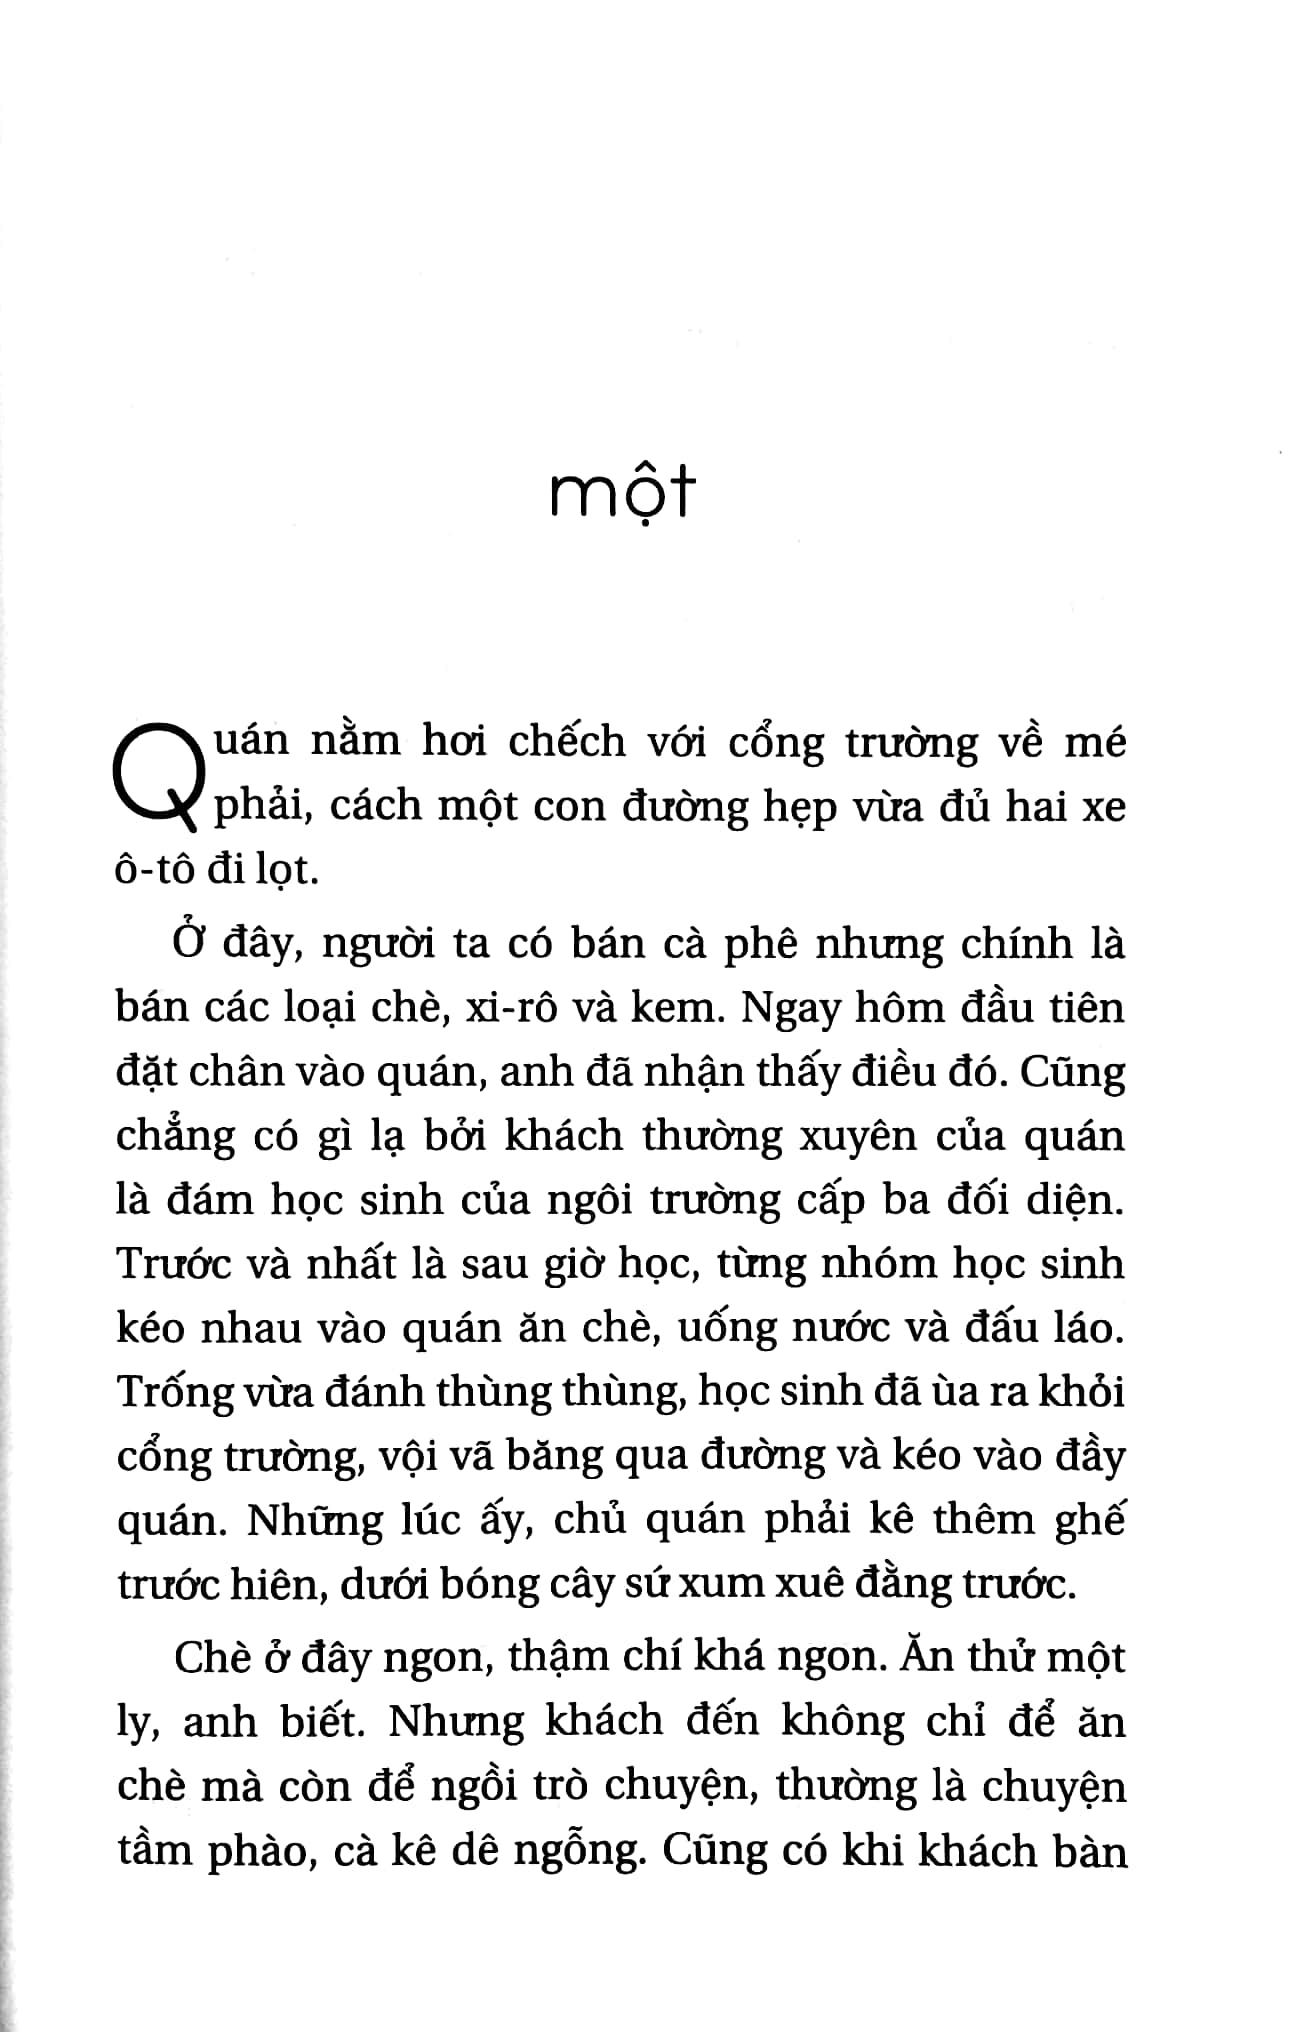 một
Quán nằm hơi chếch với cổng trường về mé
phải, cách một con đường hẹp vừa đủ hai xe
ô-tô đi lọt.
Ở đây, người ta có bán cà phê nhưng chính là
bán các loại chè, xi-rô và kem. Ngay hôm đầu tiên
đặt chân vào quán, anh đã nhận thấy điều đó. Cũng
chẳng có gì lạ bởi khách thường xuyên của quán
là đám học sinh của ngôi trường cấp ba đối diện.
Trước và nhất là sau giờ học, từng nhóm học sinh
kéo nhau vào quán ăn chè, uống nước và đấu láo.
Trống vừa đánh thùng thùng, học sinh đã ùa ra khỏi
cổng trường, vội vã băng qua đường và kéo vào đầy
quán. Những lúc ấy, chủ quán phải kê thêm ghế
trước hiên, dưới bóng cây sứ xum xuê đằng trước.
Chè ở đây ngon, thậm chí khá ngon. Ăn thử một
ly, anh biết. Nhưng khách đến không chỉ để ăn
chè mà còn để ngồi trò chuyện, thường là chuyện
tầm phào, cà kê dê ngỗng. Cũng có khi khách bàn